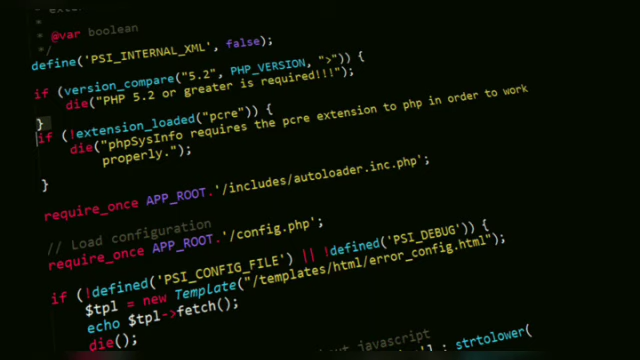 * exten
*
* @var boolean
*/
define('PSI_INTERNAL_XML', false);
if (version_compare("5.2", PHP_VERSION, ">")) {
die("PHP 5.2 or greater is required!!!");
}
if (!extension_loaded("pcre")) {
die("phpSysInfo requires the pcre extension to php in order to work
properly.");
}
require_once APP_ROOT.'/includes/autoloader.inc.php';
// Load configuration
require_once APP_ROOT.'/config.php';
if (!defined('PSI_CONFIG_FILE') || !defined('PSI_DEBUG')) {
$tpl = new Template("/templates/html/error_config.html");
echo $tpl->fetch();
die();
javascript
: strtolower(